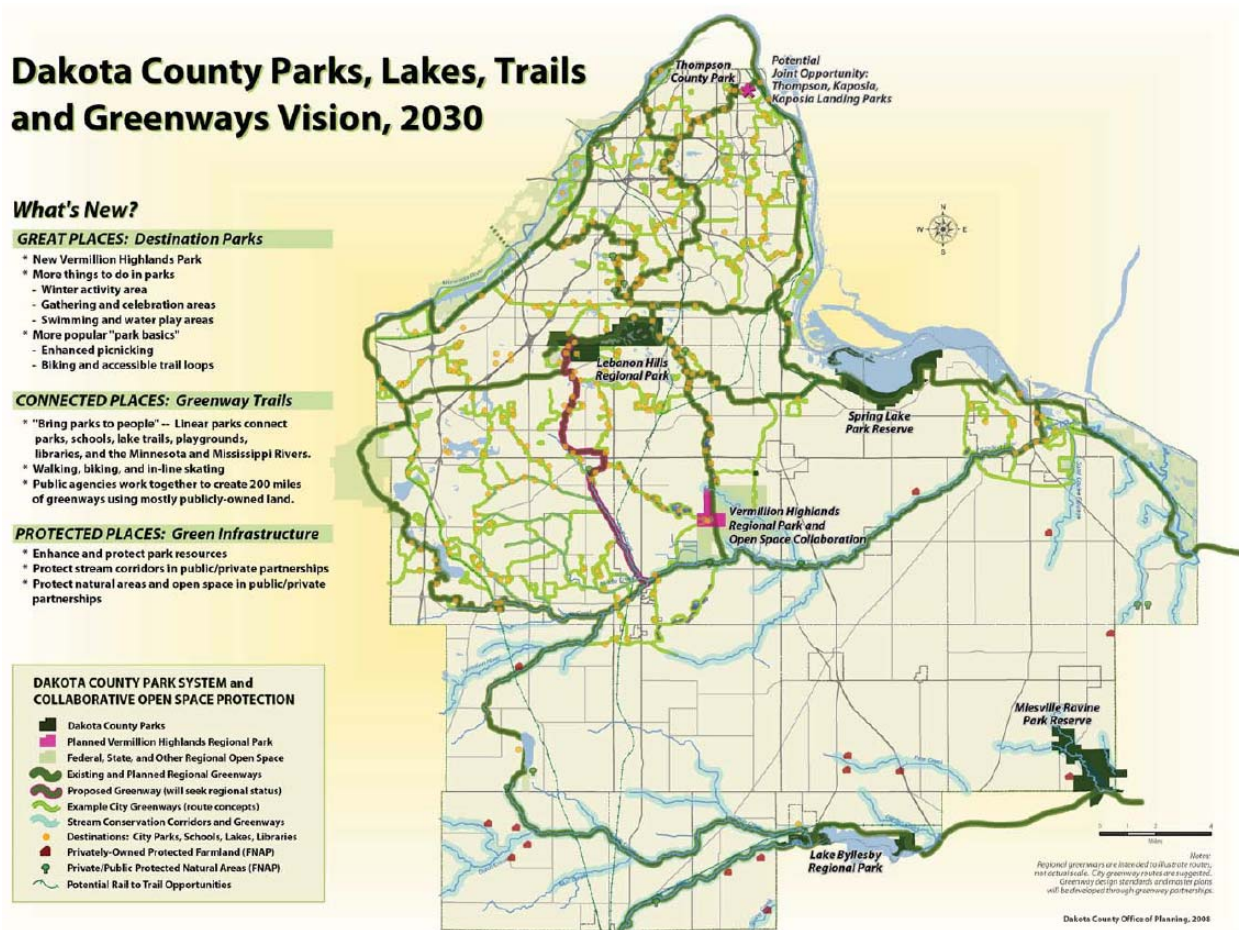 Dakota County Parks, Lakes, Trails
and Greenways Vision, 2030
What's New?
GREAT PLACES: Destination Parks
* New Vermillion Highlands Park
* More things to do in parks
- Winter activity area
- Gathering and celebration areas
- Swimming and water play areas
* More popular "park basics"
- Enhanced picnicking
- Biking and accessible trail loops
CONNECTED PLACES: Greenway Trails
* "Bring parks to people" -- Linear parks connect
parks, schools, lake trails, playgrounds,
libraries, and the Minnesota and Mississippi Rivers.
* Walking, biking, and in-line skating
* Public agencies work together to create 200 miles
of greenways using mostly publicly-owned land.
PROTECTED PLACES: Green Infrastructure
* Enhance and protect park resources
* Protect stream corridors in public/private partnerships
* Protect natural areas and open space in public/private
partnerships
DAKOTA COUNTY PARK SYSTEM and
COLLABORATIVE OPEN SPACE PROTECTION
Dakota County Parks
Planned Vermillion Highlands Regional Park
Federal, State, and Other Regional Open Space
Existing and Planned Regional Greenways
Proposed Greenway (will seek regional status)
Example City Greenways (route concepts)
Stream Conservation Corridors and Greenways
Destinations: City Parks, Schools, Lakes, Libraries
Privately-Owned Protected Farmland (FNAP)
Private/Public Protected Natural Areas (FNAP)
Potential Rail to Trail Opportunities
Thompson
County Park
Potential
Joint Opportunity:
Thompson, Kaposia,
Kaposia Landing Parks
N
W
E
S
Minnesota River
Lebanon Hills
Regional Park
Spring Lake
Park Reserve
Vermillion Highlands
Regional Park and
Open Space Collaboration
Miesville Ravine
Park Reserve
Lake Byllesby
Regional Park
Miles
Notes:
Regional greenways are intended to illustrate routes,
not actual scale. City greenway routes are suggested.
Greenway design standards and master plans
will be developed through greenway partnerships.
Dakota County Office of Planning, 2008